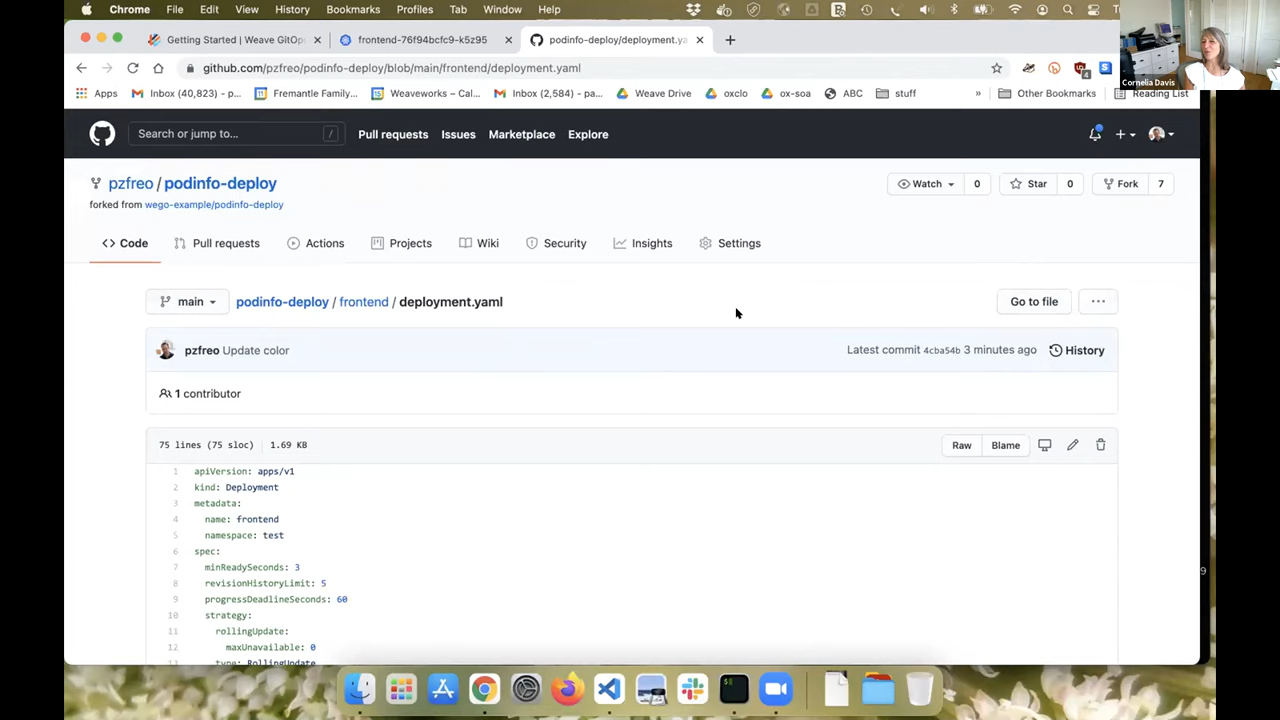 Chrome File Edit View History Bookmarks Profiles Tab Window Help
Getting Started | Weave GitOp
frontend-76f94bcfc9-k5z95
podinfo-deploy/deployment.ya
github.com/pzfreo/podinfo-deploy/blob/main/frontend/deployment.yaml
4
Apps
Inbox (40,823) – p...
Fremantle Family...
Weaveworks – Cal...
Inbox (2,584) – pa...
Weave Drive
oxclo
ox-soa
ABC
stuff
»
Other Bookmarks
Reading List
Cornelia Davis
Search or jump to... /
Pull requests Issues Marketplace Explore
pzfreo / podinfo-deploy
Watch 0
Star 0
Fork 7
forked from wego-example/podinfo-deploy
Code
Pull requests
Actions
Projects
Wiki
Security
Insights
Settings
main
podinfo-deploy / frontend / deployment.yaml
Go to file
...
pzfreo Update color
Latest commit 4cba54b 3 minutes ago
History
1 contributor
75 lines (75 sloc) 1.69 KB
Raw
Blame
1 apiVersion: apps/v1
2 kind: Deployment
3 metadata:
4 name: frontend
5 namespace: test
6 spec:
7 minReadySeconds: 3
8 revisionHistoryLimit: 5
9 progressDeadlineSeconds: 60
10 strategy:
11 rollingUpdate:
12 maxUnavailable: 0
13 type: RollingUpdate
9